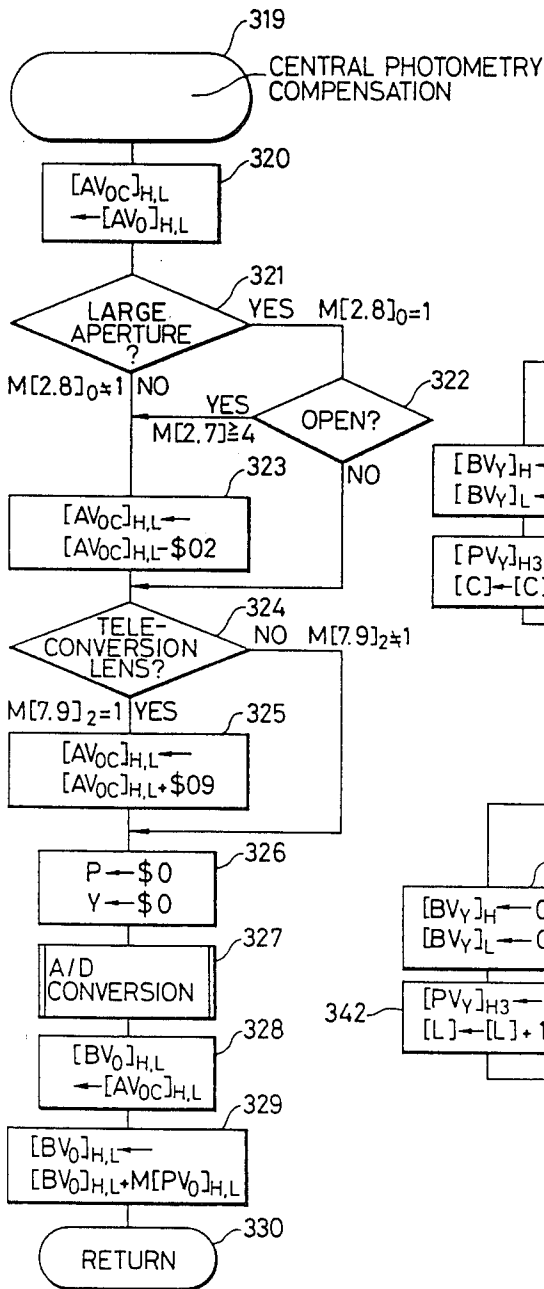 319
CENTRAL PHOTOMETRY
COMPENSATION
320
[AV0C]H,L
←[AV0]H,L
321
LARGE
APERTURE
?
YES M[2.8]0=1
M[2.8]0≠1 NO
322
OPEN?
YES
M[2.7]≧4
NO
323
[AV0C]H,L←
[AV0C]H,L-$02
324
TELE-
CONVERSION
LENS?
NO M[7.9]2≠1
M[7.9]2=1 YES
325
[AV0C]H,L←
[AV0C]H,L+$09
326
P←$0
Y←$0
327
A/D
CONVERSION
328
[BV0]H,L
←[AV0C]H,L
329
[BV0]H,L←
[BV0]H,L+M[PV0]H,L
330
RETURN
[BVY]H←
[BVY]L←
[PVY]H3
[C]←[C]
[BVY]H←
[BVY]L←
342
[PVY]H3←
[L]←[L]+1